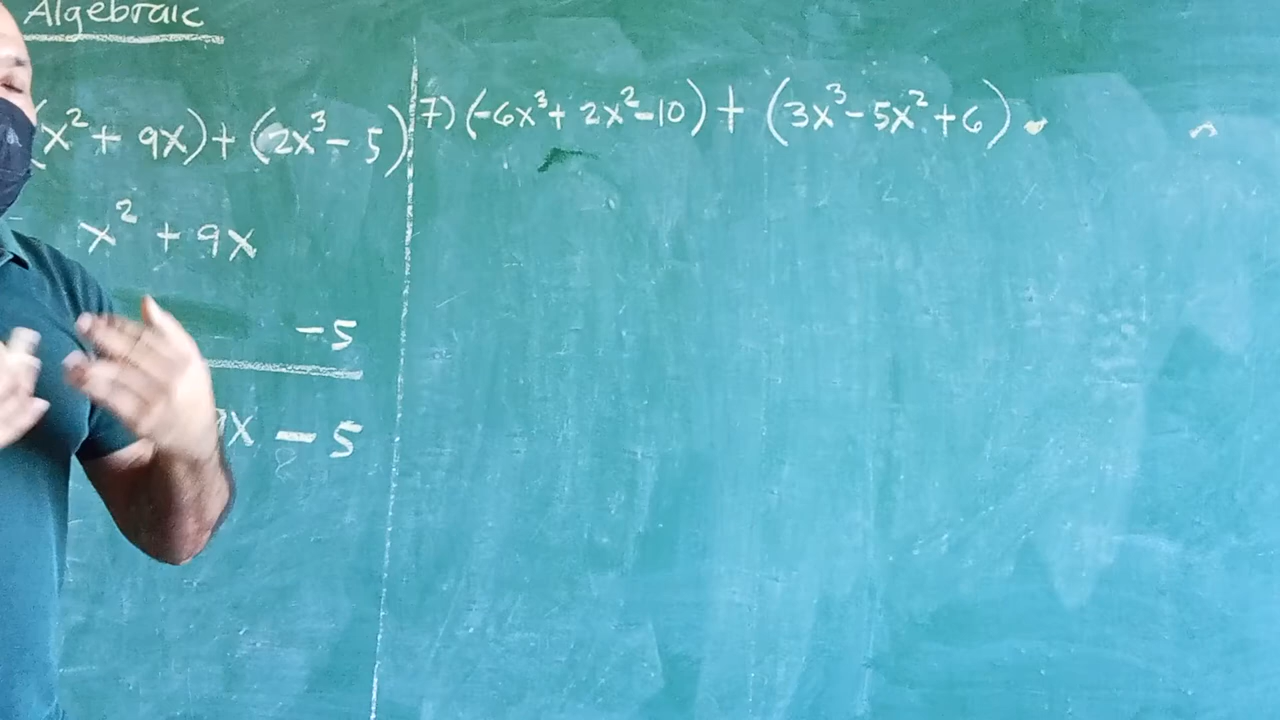 Algebraic
(x² + 9x) + (2x³ - 5)
x² + 9x
-5
9x - 5
7) (-6x³ + 2x² - 10) + (3x³ - 5x² + 6)